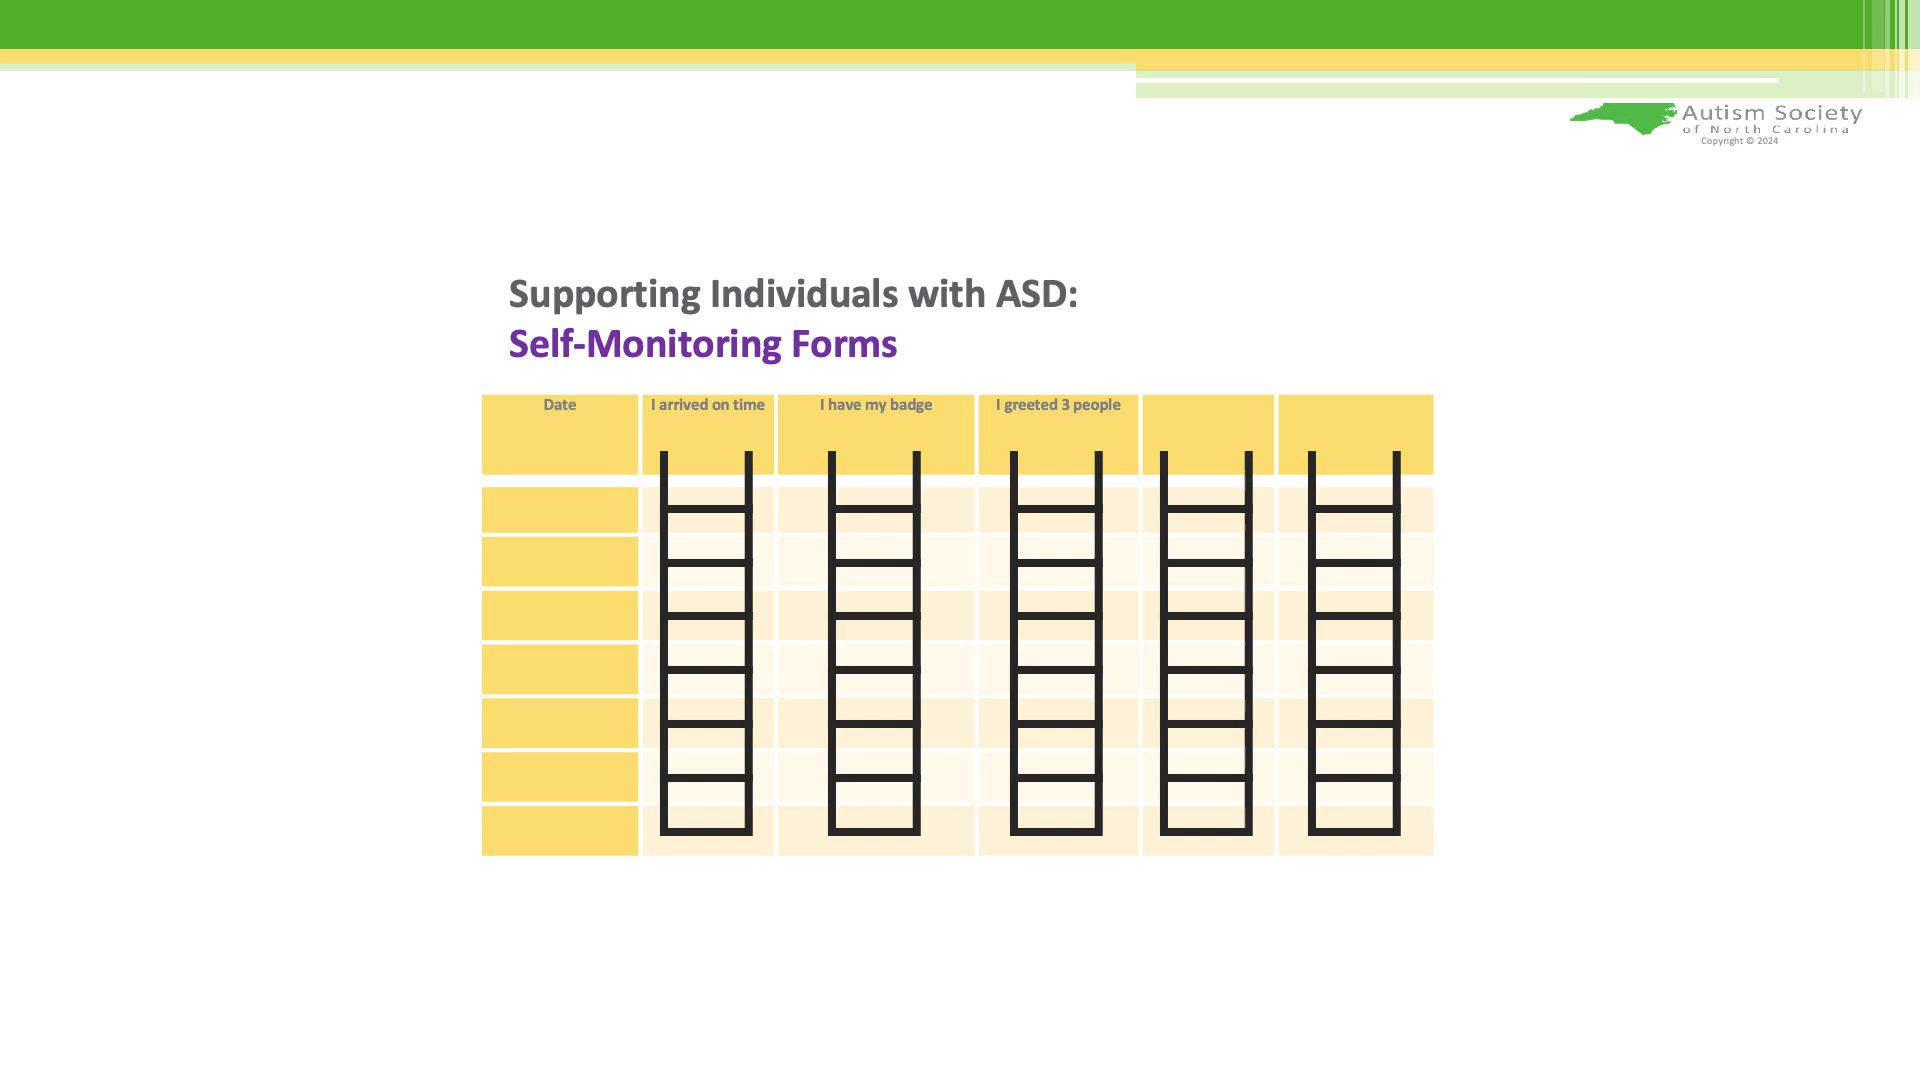 Autism Society
of North Carolina
Copyright © 2024
Supporting Individuals with ASD:
Self-Monitoring Forms
Date
I arrived on time
I have my badge
I greeted 3 people